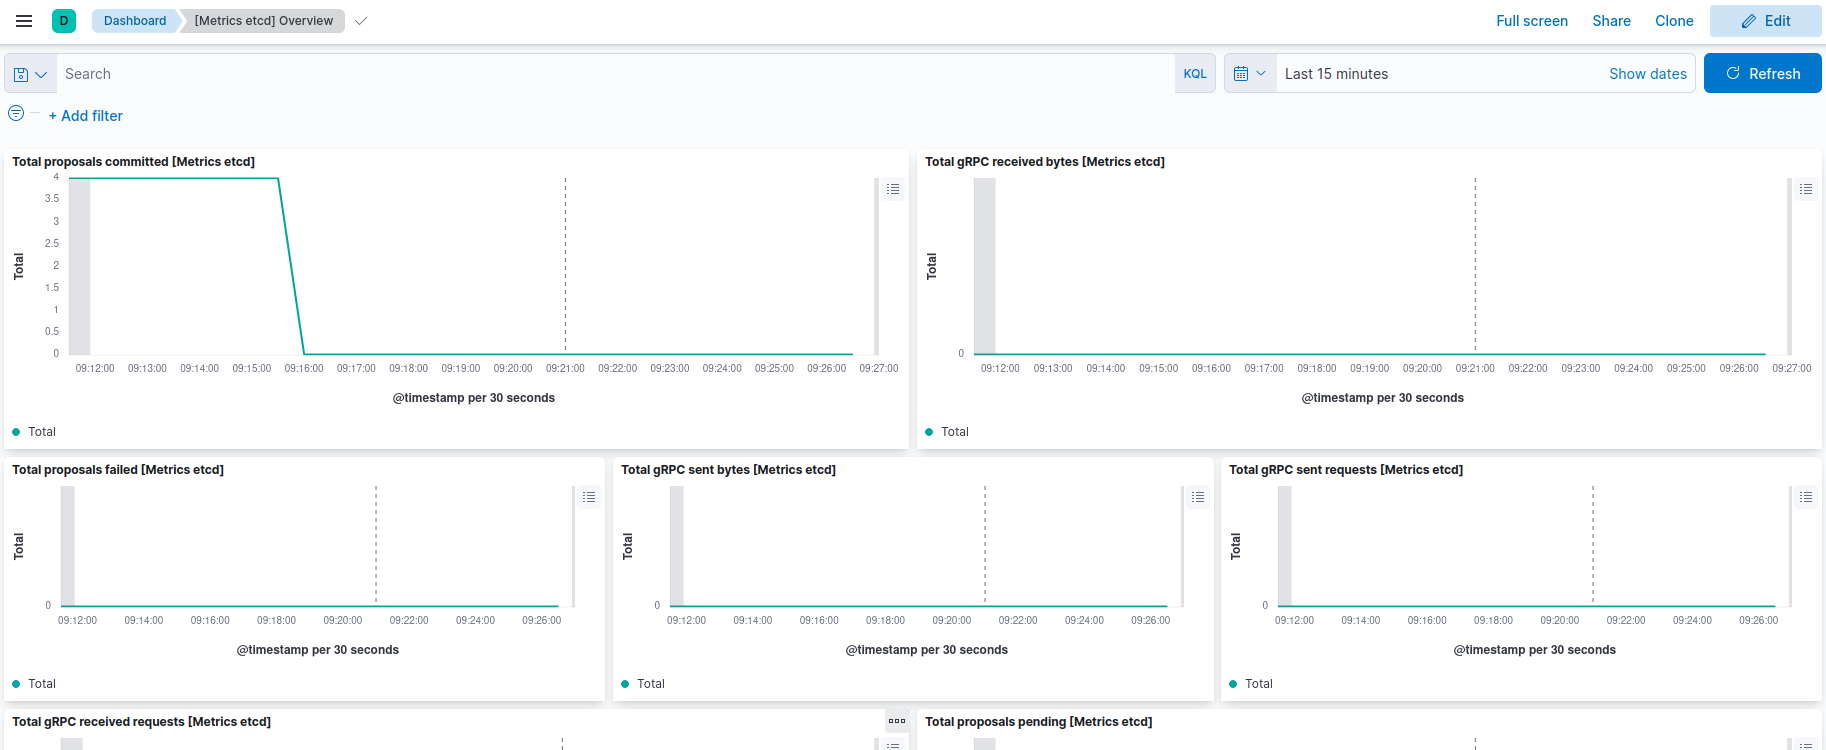 D Dashboard [Metrics etcd] Overview Full screen Share Clone Edit
Search KQL Last 15 minutes Show dates Refresh
+ Add filter
Total proposals committed [Metrics etcd]
4
3.5
3
2.5
2
1.5
1
0.5
0
Total
09:12:00 09:13:00 09:14:00 09:15:00 09:16:00 09:17:00 09:18:00 09:19:00 09:20:00 09:21:00 09:22:00 09:23:00 09:24:00 09:25:00 09:26:00 09:27:00
@timestamp per 30 seconds
Total
Total gRPC received bytes [Metrics etcd]
Total
0
09:12:00 09:13:00 09:14:00 09:15:00 09:16:00 09:17:00 09:18:00 09:19:00 09:20:00 09:21:00 09:22:00 09:23:00 09:24:00 09:25:00 09:26:00 09:27:00
@timestamp per 30 seconds
Total
Total proposals failed [Metrics etcd]
Total
0
09:12:00 09:14:00 09:16:00 09:18:00 09:20:00 09:22:00 09:24:00 09:26:00
@timestamp per 30 seconds
Total
Total gRPC sent bytes [Metrics etcd]
Total
0
09:12:00 09:14:00 09:16:00 09:18:00 09:20:00 09:22:00 09:24:00 09:26:00
@timestamp per 30 seconds
Total
Total gRPC sent requests [Metrics etcd]
Total
0
09:12:00 09:14:00 09:16:00 09:18:00 09:20:00 09:22:00 09:24:00 09:26:00
@timestamp per 30 seconds
Total
Total gRPC received requests [Metrics etcd]
Total proposals pending [Metrics etcd]